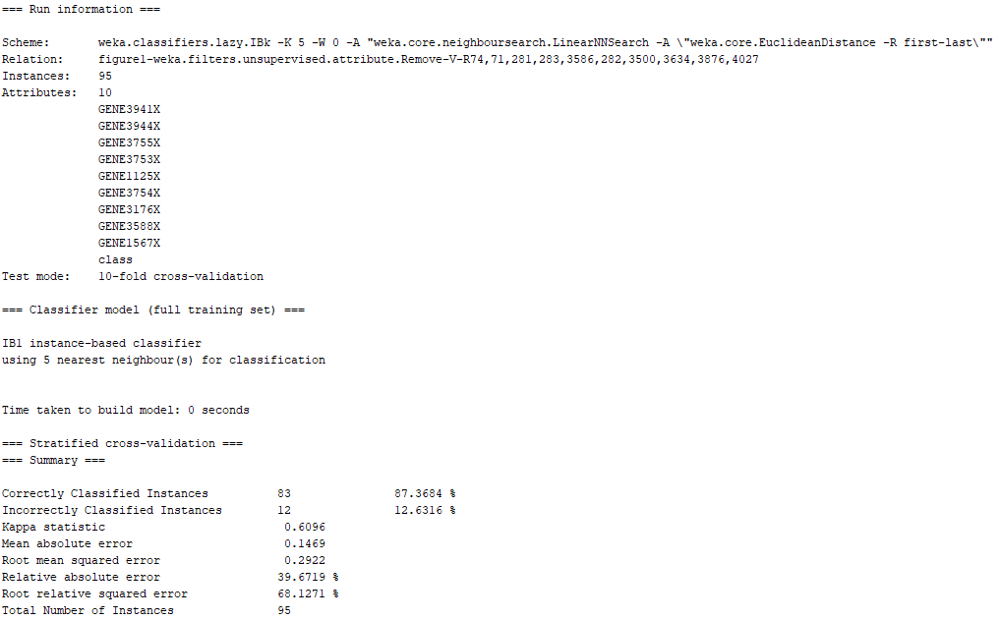 === Run information ===
Scheme: weka.classifiers.lazy.IBk -K 5 -W 0 -A "weka.core.neighboursearch.LinearNNSearch -A \"weka.core.EuclideanDistance -R first-last\""
Relation: figure1-weka.filters.unsupervised.attribute.Remove-V-R74,71,281,283,3586,282,3500,3634,3876,4027
Instances: 95
Attributes: 10
GENE3941X
GENE3944X
GENE3755X
GENE3753X
GENE1125X
GENE3754X
GENE3176X
GENE3588X
GENE1567X
class
Test mode: 10-fold cross-validation
=== Classifier model (full training set) ===
IB1 instance-based classifier
using 5 nearest neighbour(s) for classification
Time taken to build model: 0 seconds
=== Stratified cross-validation ===
=== Summary ===
Correctly Classified Instances 83 87.3684 %
Incorrectly Classified Instances 12 12.6316 %
Kappa statistic 0.6096
Mean absolute error 0.1469
Root mean squared error 0.2922
Relative absolute error 39.6719 %
Root relative squared error 68.1271 %
Total Number of Instances 95